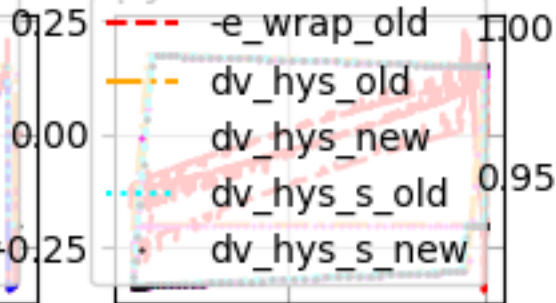 0.25
-e_wrap_old
1.00
dv_hys_old
0.00
dv_hys_new
dv_hys_s_old
0.95
0.25
dv_hys_s_new